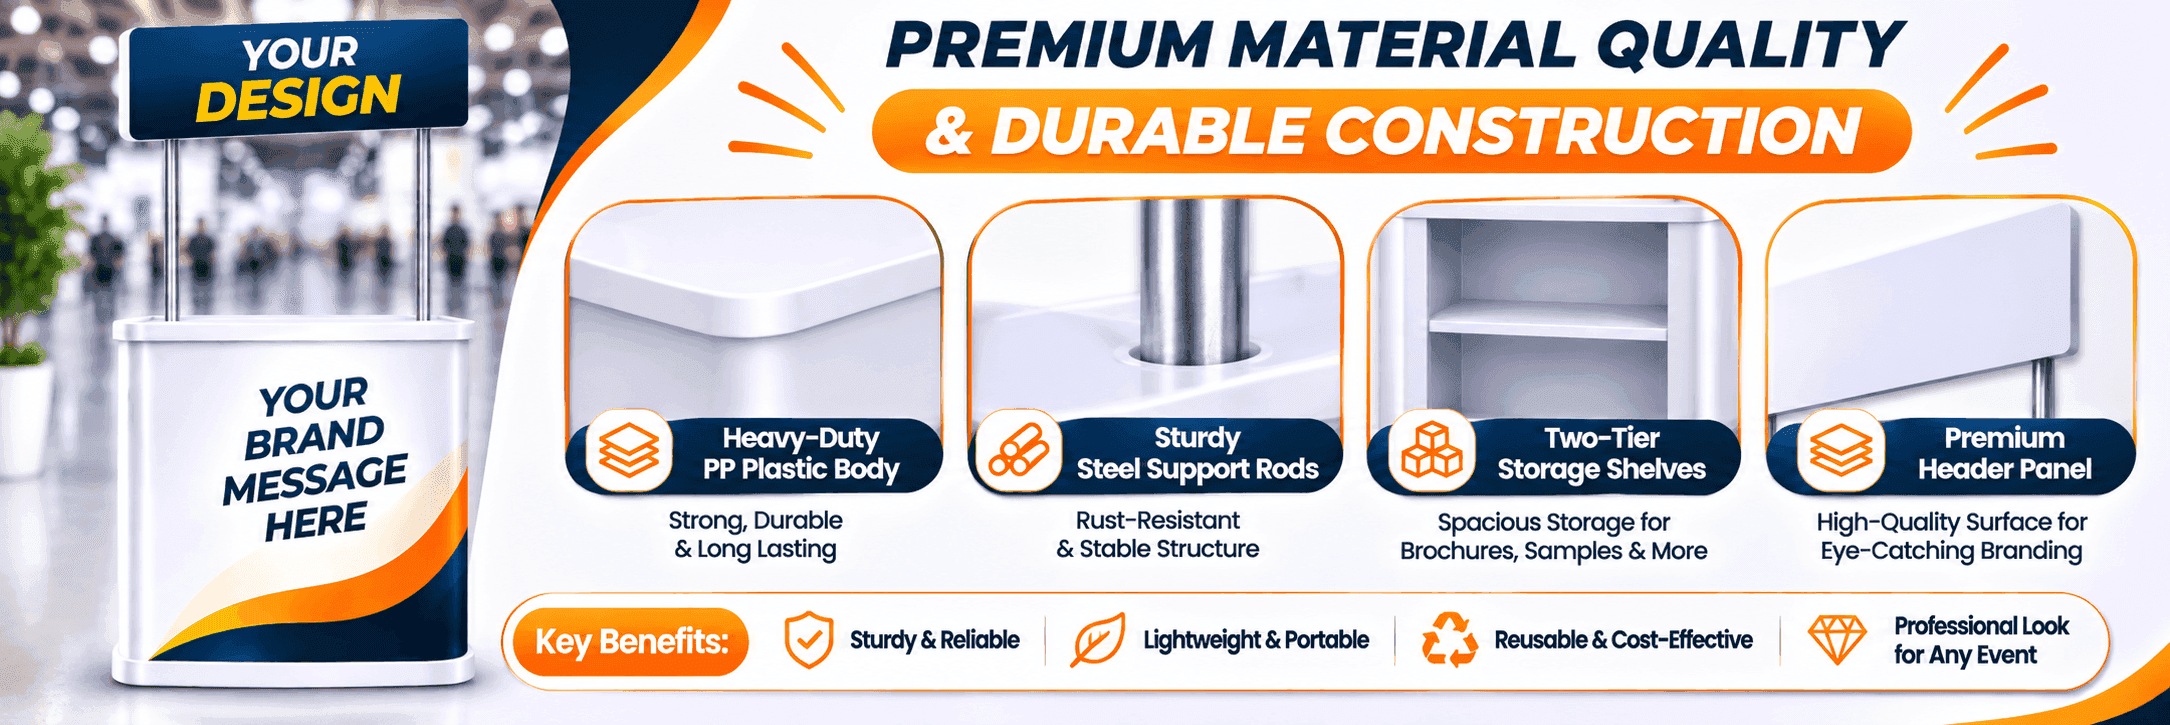 YOUR
DESIGN
YOUR
BRAND
MESSAGE
HERE
PREMIUM MATERIAL QUALITY
& DURABLE CONSTRUCTION
Heavy-Duty
PP Plastic Body
Strong, Durable
& Long Lasting
Sturdy
Steel Support Rods
Rust-Resistant
& Stable Structure
Two-Tier
Storage Shelves
Spacious Storage for
Brochures, Samples & More
Premium
Header Panel
High-Quality Surface for
Eye-Catching Branding
Key Benefits:
Sturdy & Reliable
Lightweight & Portable
Reusable & Cost-Effective
Professional Look
for Any Event